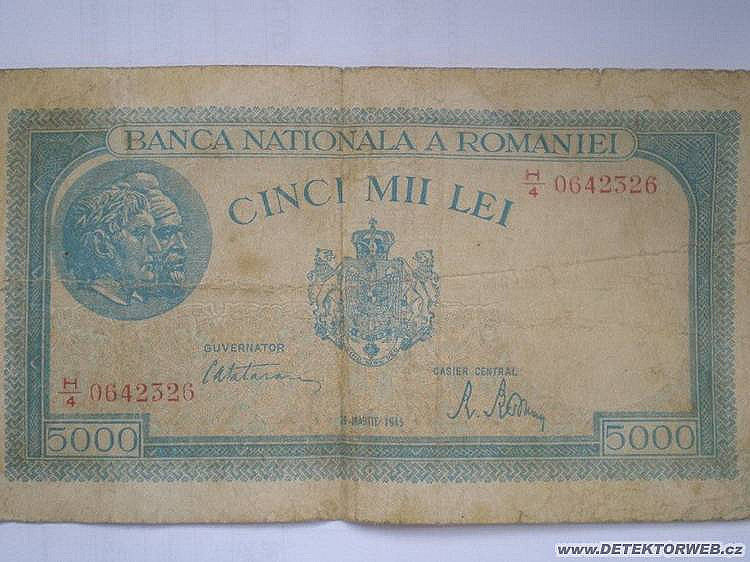 BANCA NATIONALA A ROMANIEI
CINCI MII LEI
H/4 0642326
GUVERNATOR
CASIER CENTRAL
H/4 0642326
MARTIE 1945
5000
5000
www.DETEKTORWEB.cz